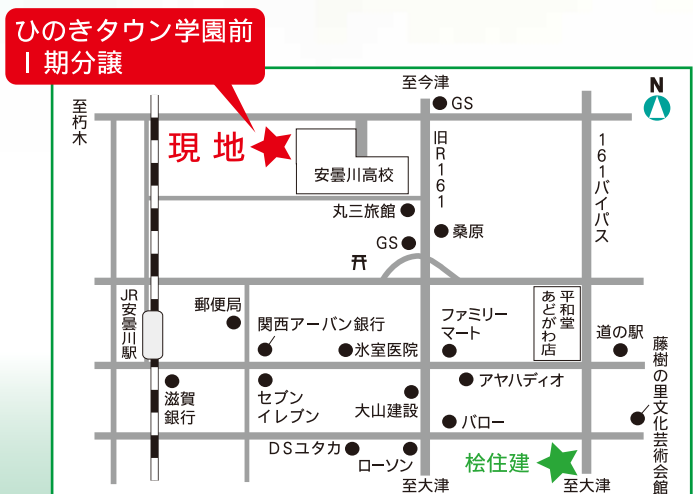 ひのきタウン学園前
Ⅰ期分譲
至今津
GS
N
至朽木
現地
安曇川高校
旧R161
161バイパス
丸三旅館
桑原
GS
JR
安曇川駅
郵便局
関西アーバン銀行
氷室医院
ファミリー
マート
平和堂
あどがわ店
道の駅
藤樹の里文化芸術会館
滋賀
銀行
セブン
イレブン
大山建設
アヤハディオ
バロー
DSユタカ
ローソン
桧住建
至大津
至大津